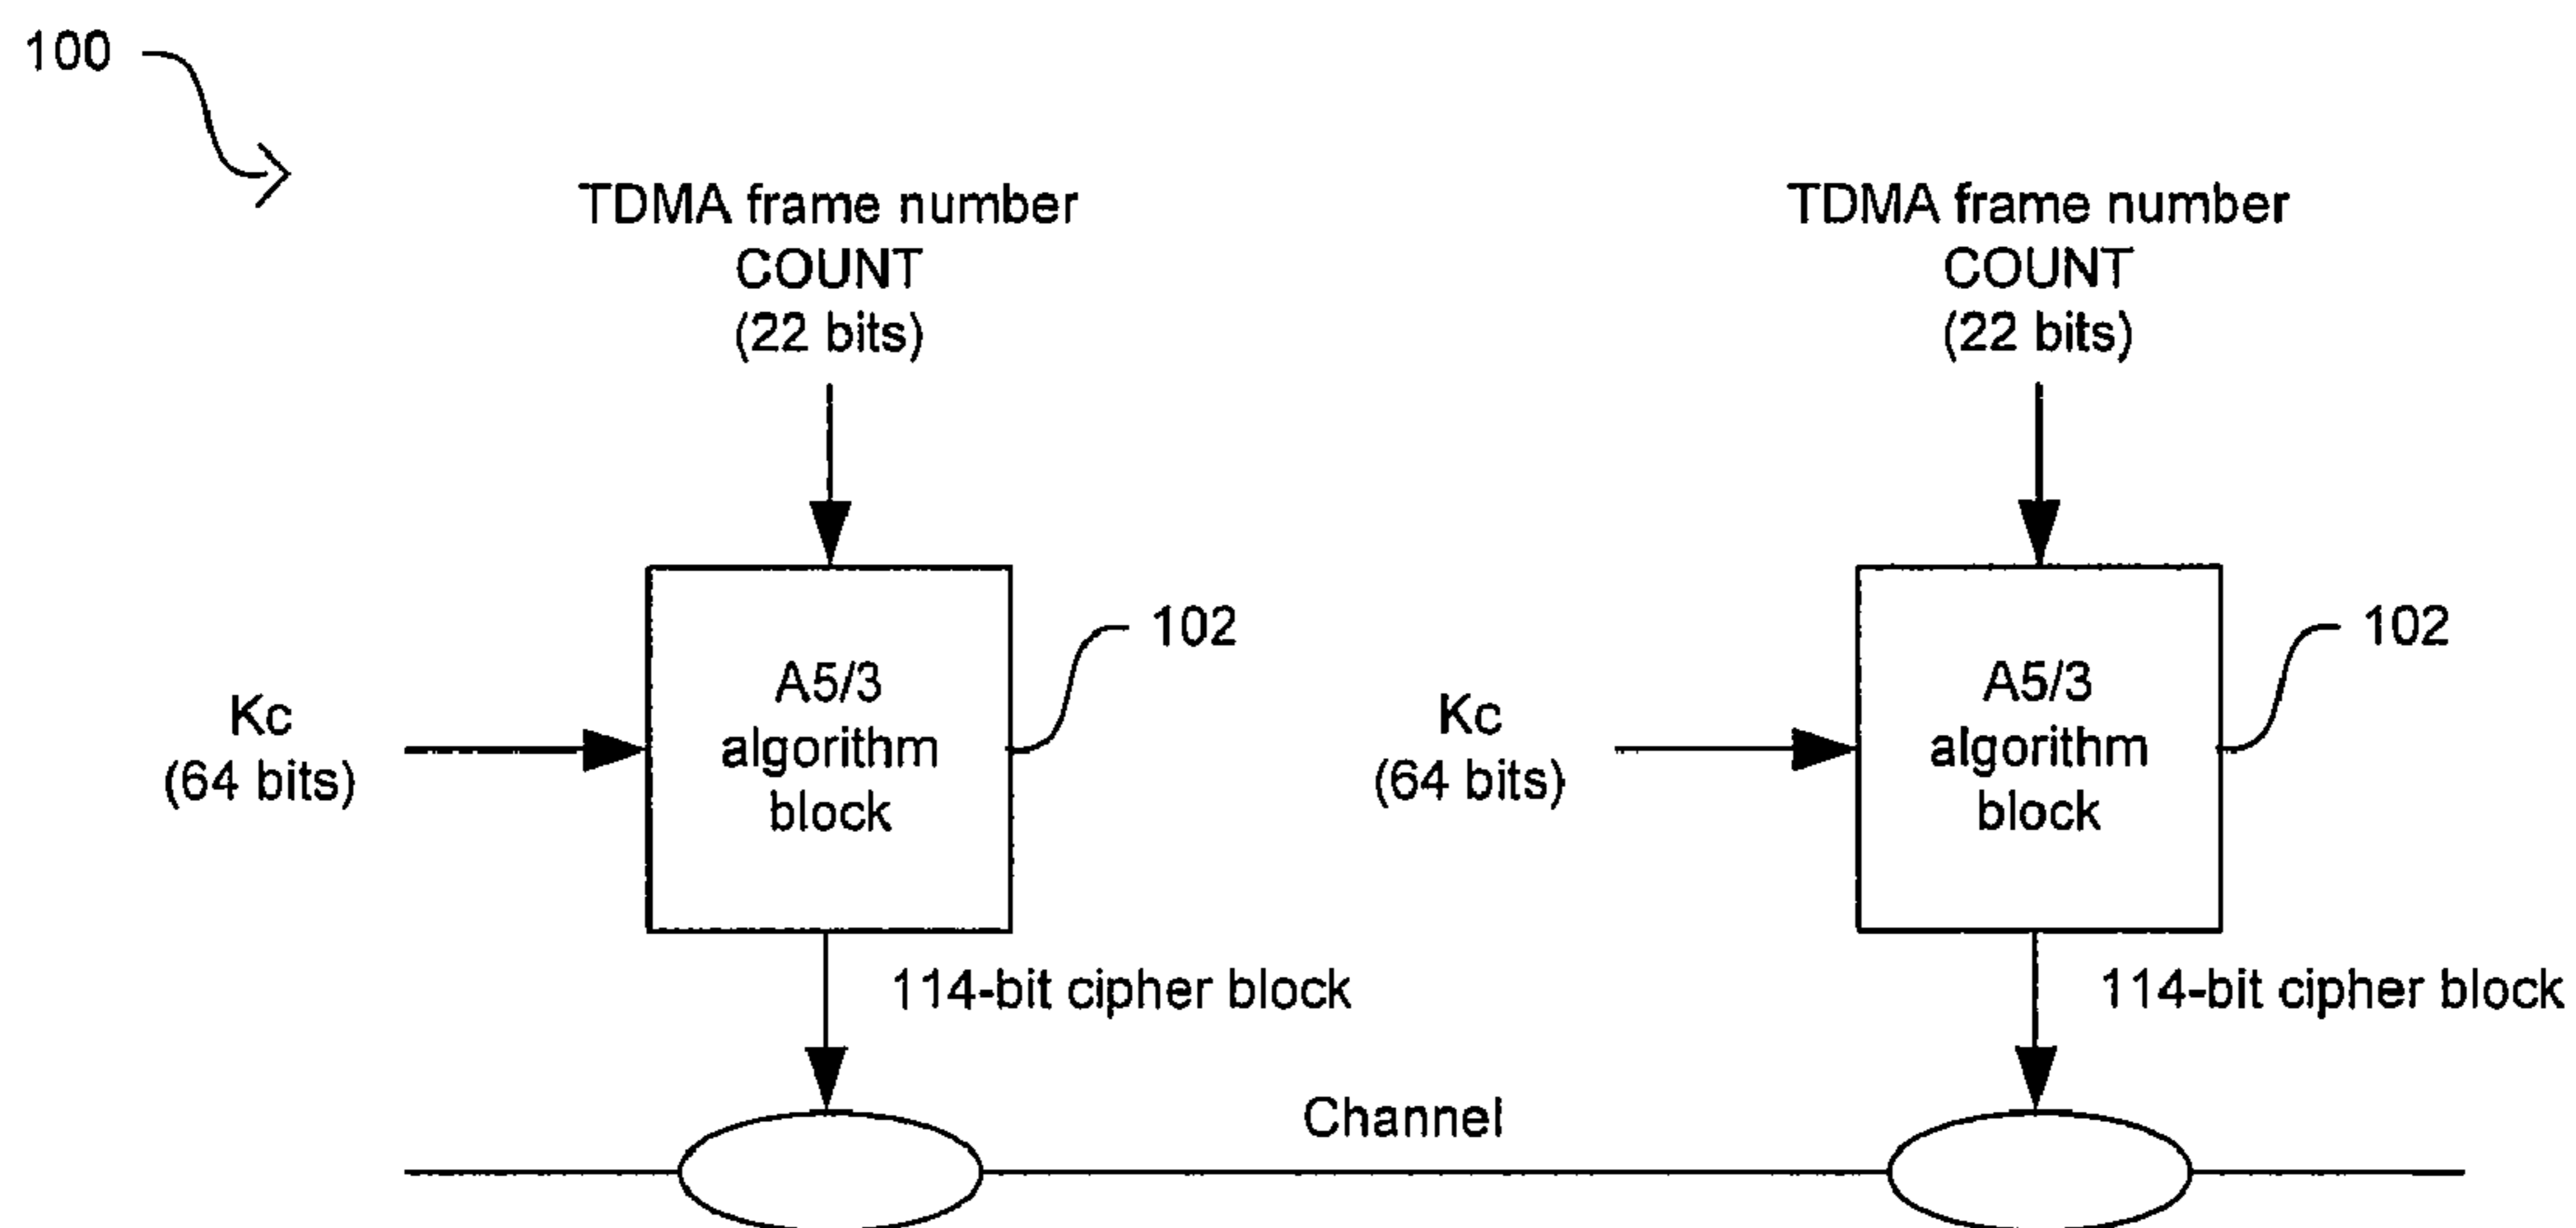 100
TDMA frame number
COUNT
(22 bits)
TDMA frame number
COUNT
(22 bits)
Kc
(64 bits)
A5/3
algorithm
block
102
Kc
(64 bits)
A5/3
algorithm
block
102
114-bit cipher block
114-bit cipher block
Channel